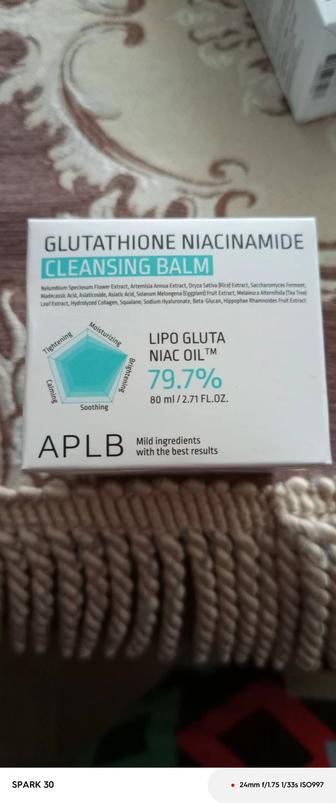 GLUTATHIONE NIACINAMIDE
CLEANSING BALM
Nelumbium Speciosum Flower Extract, Artemisia Annua Extract, Oryza Sativa (Rice) Extract, Saccharomyces Ferment,
Madecassic Acid, Asiaticoside, Asiatic Acid, Solanum Melongena (Eggplant) Fruit Extract, Melaleuca Alternifolia (Tea Tree)
Leaf Extract, Hydrolyzed Collagen, Squalane, Sodium Hyaluronate, Beta-Glucan, Hippophae Rhamnoides Fruit Extract
Tightening
Moisturizing
Brightening
Calming
Soothing
LIPO GLUTA
NIAC OIL™
79.7%
80 ml / 2.71 FL.OZ.
APLB
Mild ingredients
with the best results
SPARK 30
24mm f/1.75 1/33s ISO997